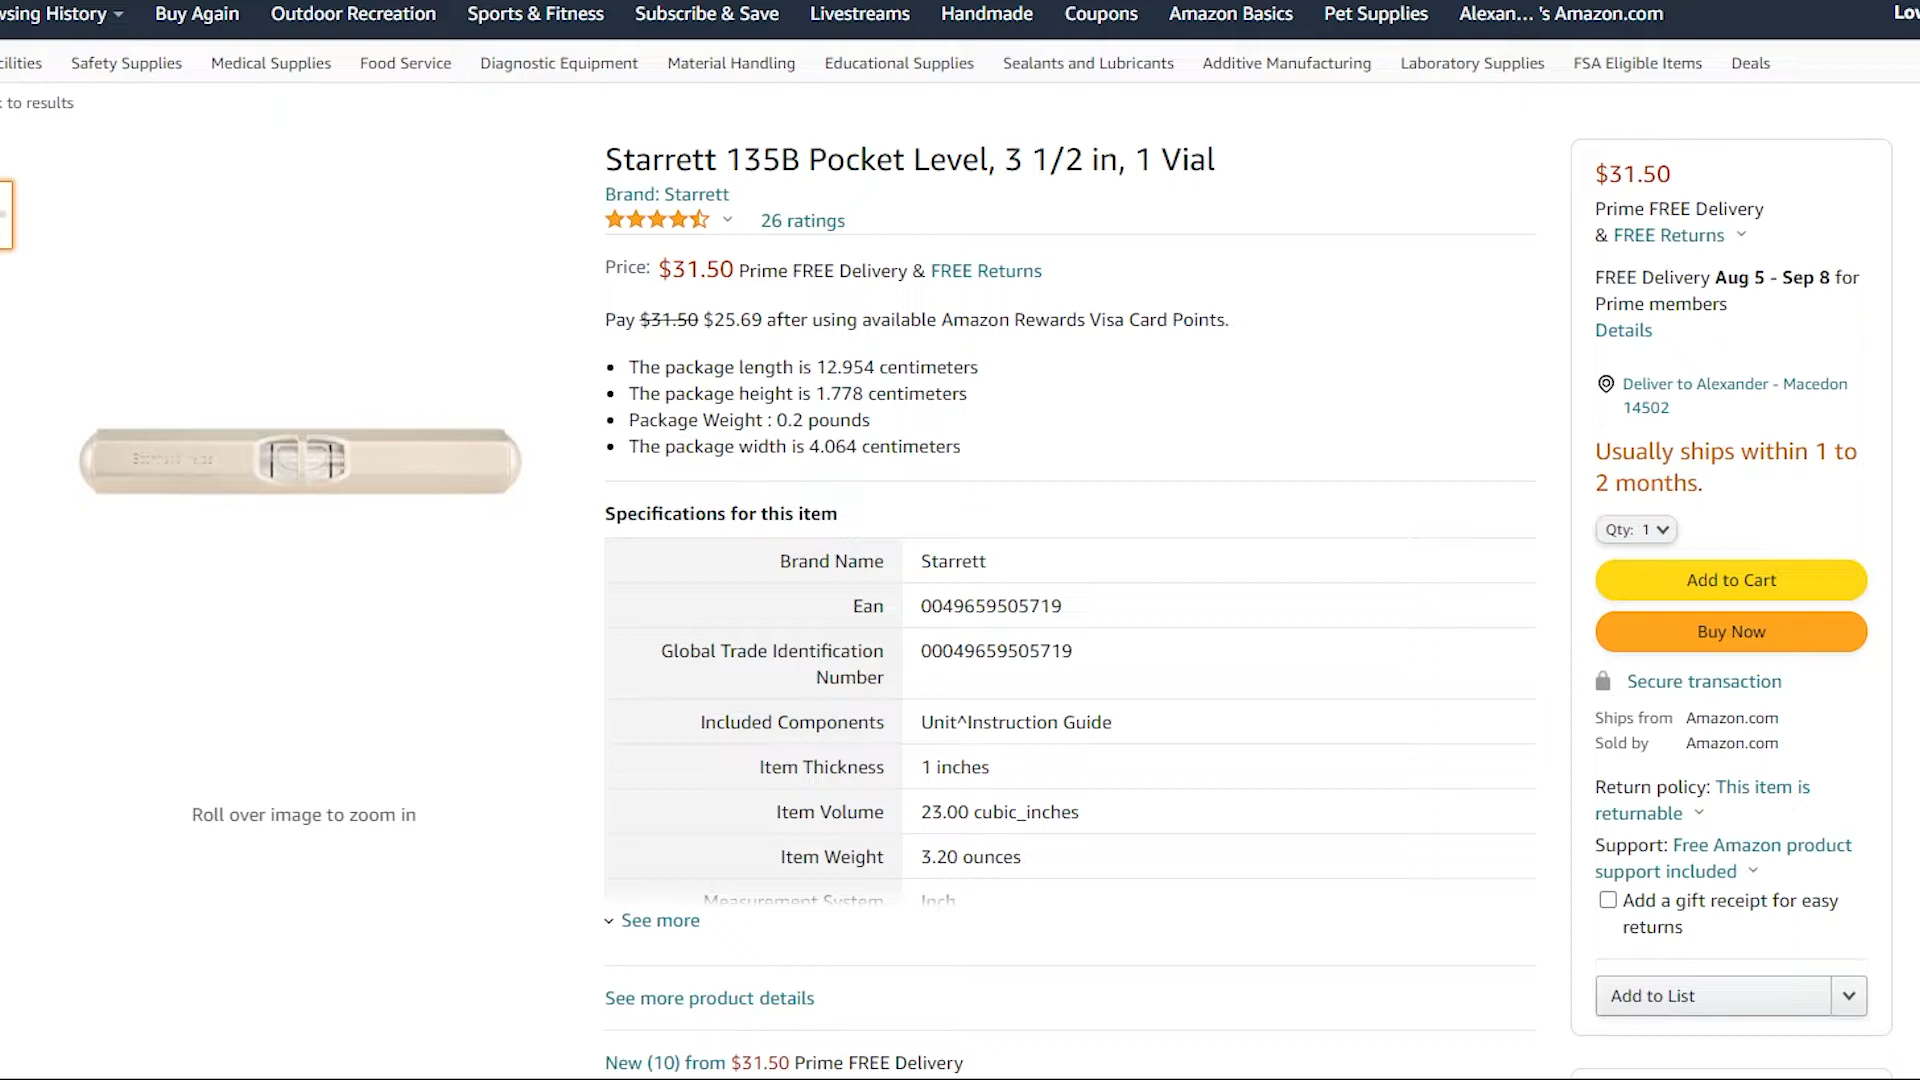 wsing History
Buy Again
Outdoor Recreation
Sports & Fitness
Subscribe & Save
Livestreams
Handmade
Coupons
Amazon Basics
Pet Supplies
Alexan... 's Amazon.com
Safety Supplies
Medical Supplies
Food Service
Diagnostic Equipment
Material Handling
Educational Supplies
Sealants and Lubricants
Additive Manufacturing
Laboratory Supplies
FSA Eligible Items
Deals
to results
Starrett 135B Pocket Level, 3 1/2 in, 1 Vial
Brand: Starrett
26 ratings
Price: $31.50 Prime FREE Delivery & FREE Returns
Pay $31.50 $25.69 after using available Amazon Rewards Visa Card Points.
• The package length is 12.954 centimeters
• The package height is 1.778 centimeters
• Package Weight : 0.2 pounds
• The package width is 4.064 centimeters
Specifications for this item
Brand Name Starrett
Ean 0049659505719
Global Trade Identification 00049659505719
Number
Included Components Unit^Instruction Guide
Item Thickness 1 inches
Item Volume 23.00 cubic_inches
Item Weight 3.20 ounces
Measurement System Inch
See more
See more product details
New (10) from $31.50 Prime FREE Delivery
Roll over image to zoom in
$31.50
Prime FREE Delivery
& FREE Returns
FREE Delivery Aug 5 - Sep 8 for
Prime members
Details
Deliver to Alexander - Macedon
14502
Usually ships within 1 to
2 months.
Qty: 1
Add to Cart
Buy Now
Secure transaction
Ships from Amazon.com
Sold by Amazon.com
Return policy: This item is
returnable
Support: Free Amazon product
support included
Add a gift receipt for easy
returns
Add to List